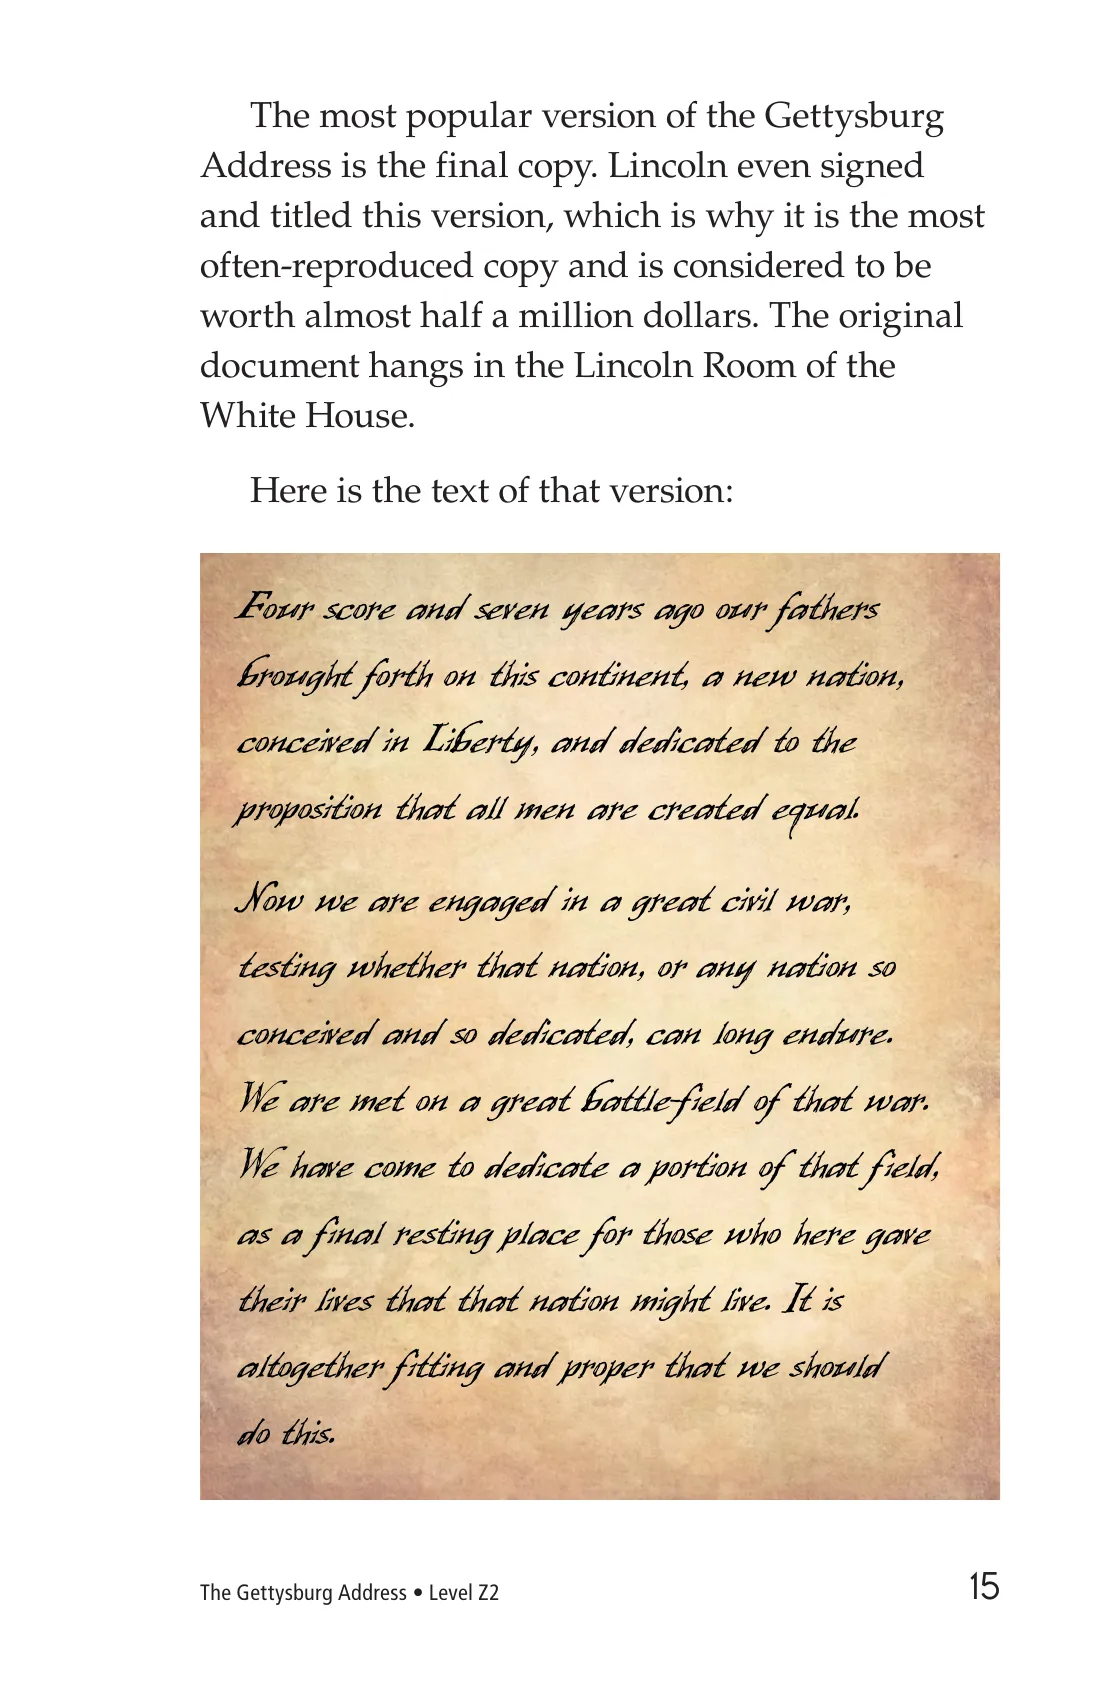 The most popular version of the Gettysburg
Address is the final copy. Lincoln even signed
and titled this version, which is why it is the most
often-reproduced copy and is considered to be
worth almost half a million dollars. The original
document hangs in the Lincoln Room of the
White House.
Here is the text of that version:
Four score and seven years ago our fathers
brought forth on this continent, a new nation,
conceived in Liberty, and dedicated to the
proposition that all men are created equal.
Now we are engaged in a great civil war,
testing whether that nation, or any nation so
conceived and so dedicated, can long endure.
We are met on a great battle-field of that war.
We have come to dedicate a portion of that field,
as a final resting place for those who here gave
their lives that that nation might live. It is
altogether fitting and proper that we should
do this.
The Gettysburg Address • Level Z2
15